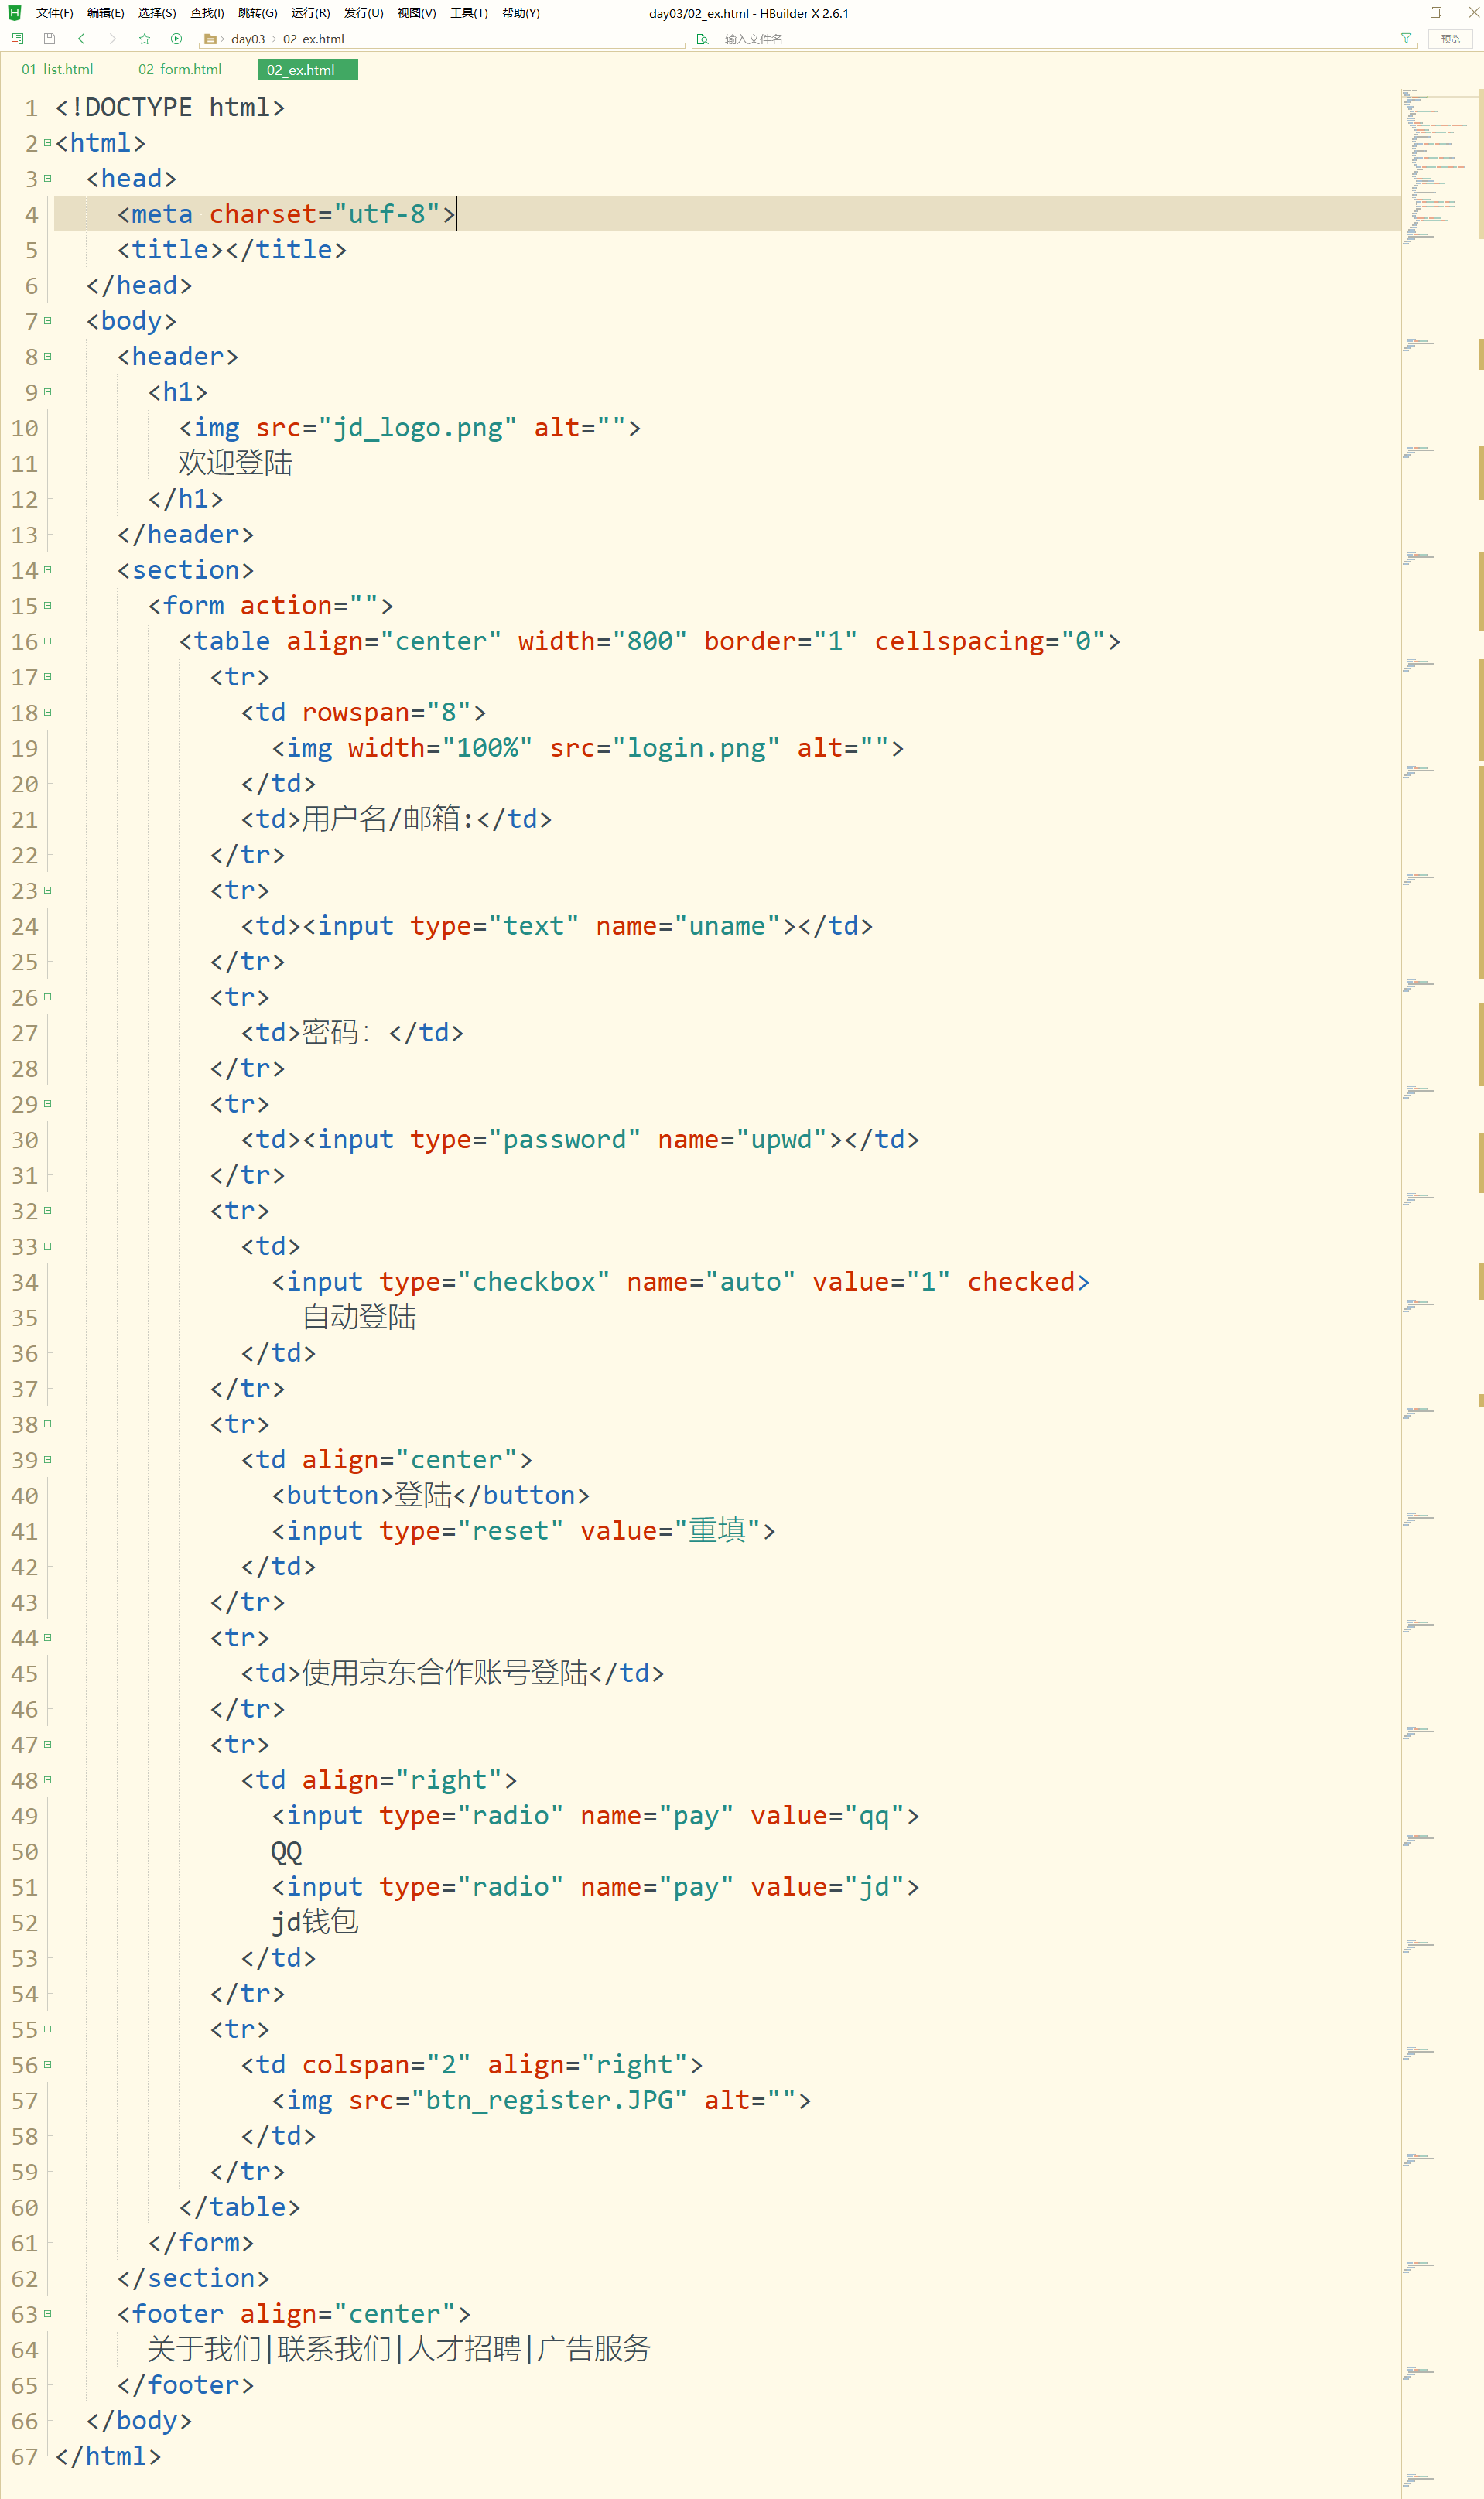 文件(F) 编辑(E) 选择(S) 查找(I) 跳转(G) 运行(R) 发行(U) 视图(V) 工具(T) 帮助(Y) day03/02_ex.html - HBuilder X 2.6.1
day03 02_ex.html 输入文件名 预览
01_list.html 02_form.html 02_ex.html
1 <!DOCTYPE html>
2 <html>
3 <head>
4 <meta charset="utf-8">
5 <title></title>
6 </head>
7 <body>
8 <header>
9 <h1>
10 <img src="jd_logo.png" alt="">
11 欢迎登陆
12 </h1>
13 </header>
14 <section>
15 <form action="">
16 <table align="center" width="800" border="1" cellspacing="0">
17 <tr>
18 <td rowspan="8">
19 <img width="100%" src="login.png" alt="">
20 </td>
21 <td>用户名/邮箱:</td>
22 </tr>
23 <tr>
24 <td><input type="text" name="uname"></td>
25 </tr>
26 <tr>
27 <td>密码：</td>
28 </tr>
29 <tr>
30 <td><input type="password" name="upwd"></td>
31 </tr>
32 <tr>
33 <td>
34 <input type="checkbox" name="auto" value="1" checked>
35 自动登陆
36 </td>
37 </tr>
38 <tr>
39 <td align="center">
40 <button>登陆</button>
41 <input type="reset" value="重填">
42 </td>
43 </tr>
44 <tr>
45 <td>使用京东合作账号登陆</td>
46 </tr>
47 <tr>
48 <td align="right">
49 <input type="radio" name="pay" value="qq">
50 QQ
51 <input type="radio" name="pay" value="jd">
52 jd钱包
53 </td>
54 </tr>
55 <tr>
56 <td colspan="2" align="right">
57 <img src="btn_register.JPG" alt="">
58 </td>
59 </tr>
60 </table>
61 </form>
62 </section>
63 <footer align="center">
64 关于我们|联系我们|人才招聘|广告服务
65 </footer>
66 </body>
67 </html>